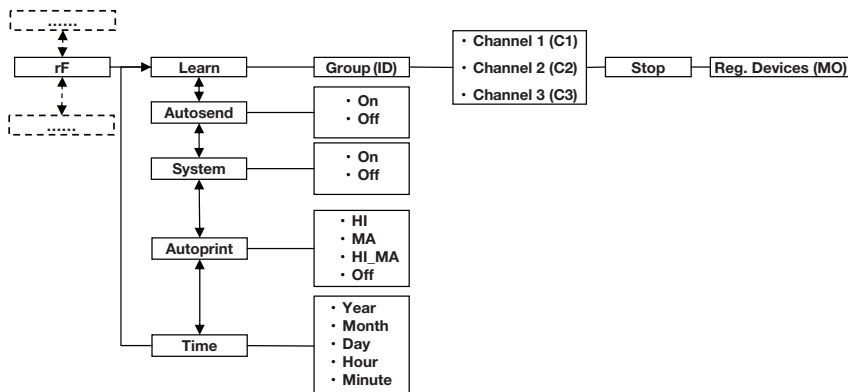 ......
rF
......
Learn
Group (ID)
· Channel 1 (C1)
· Channel 2 (C2)
· Channel 3 (C3)
Stop
Reg. Devices (MO)
Autosend
· On
· Off
System
· On
· Off
Autoprint
· HI
· MA
· HI_MA
· Off
Time
· Year
· Month
· Day
· Hour
· Minute